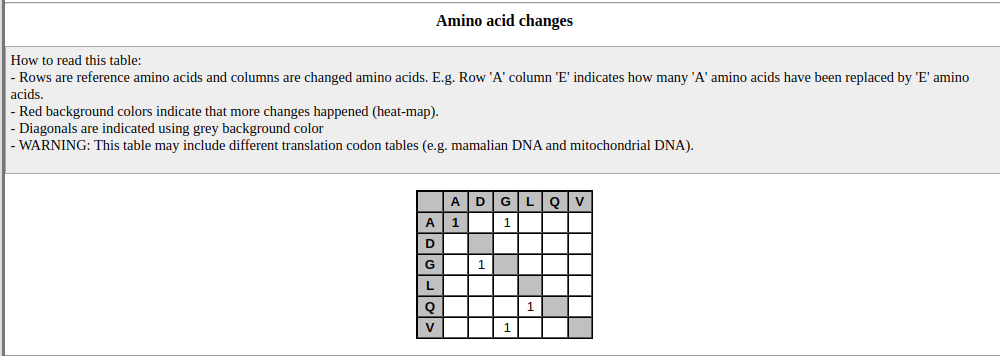 Amino acid changes
How to read this table:
- Rows are reference amino acids and columns are changed amino acids. E.g. Row 'A' column 'E' indicates how many 'A' amino acids have been replaced by 'E' amino
acids.
- Red background colors indicate that more changes happened (heat-map).
- Diagonals are indicated using grey background color
- WARNING: This table may include different translation codon tables (e.g. mamalian DNA and mitochondrial DNA).
A D G L Q V
A 1 1
D
G 1
L
Q 1
V 1